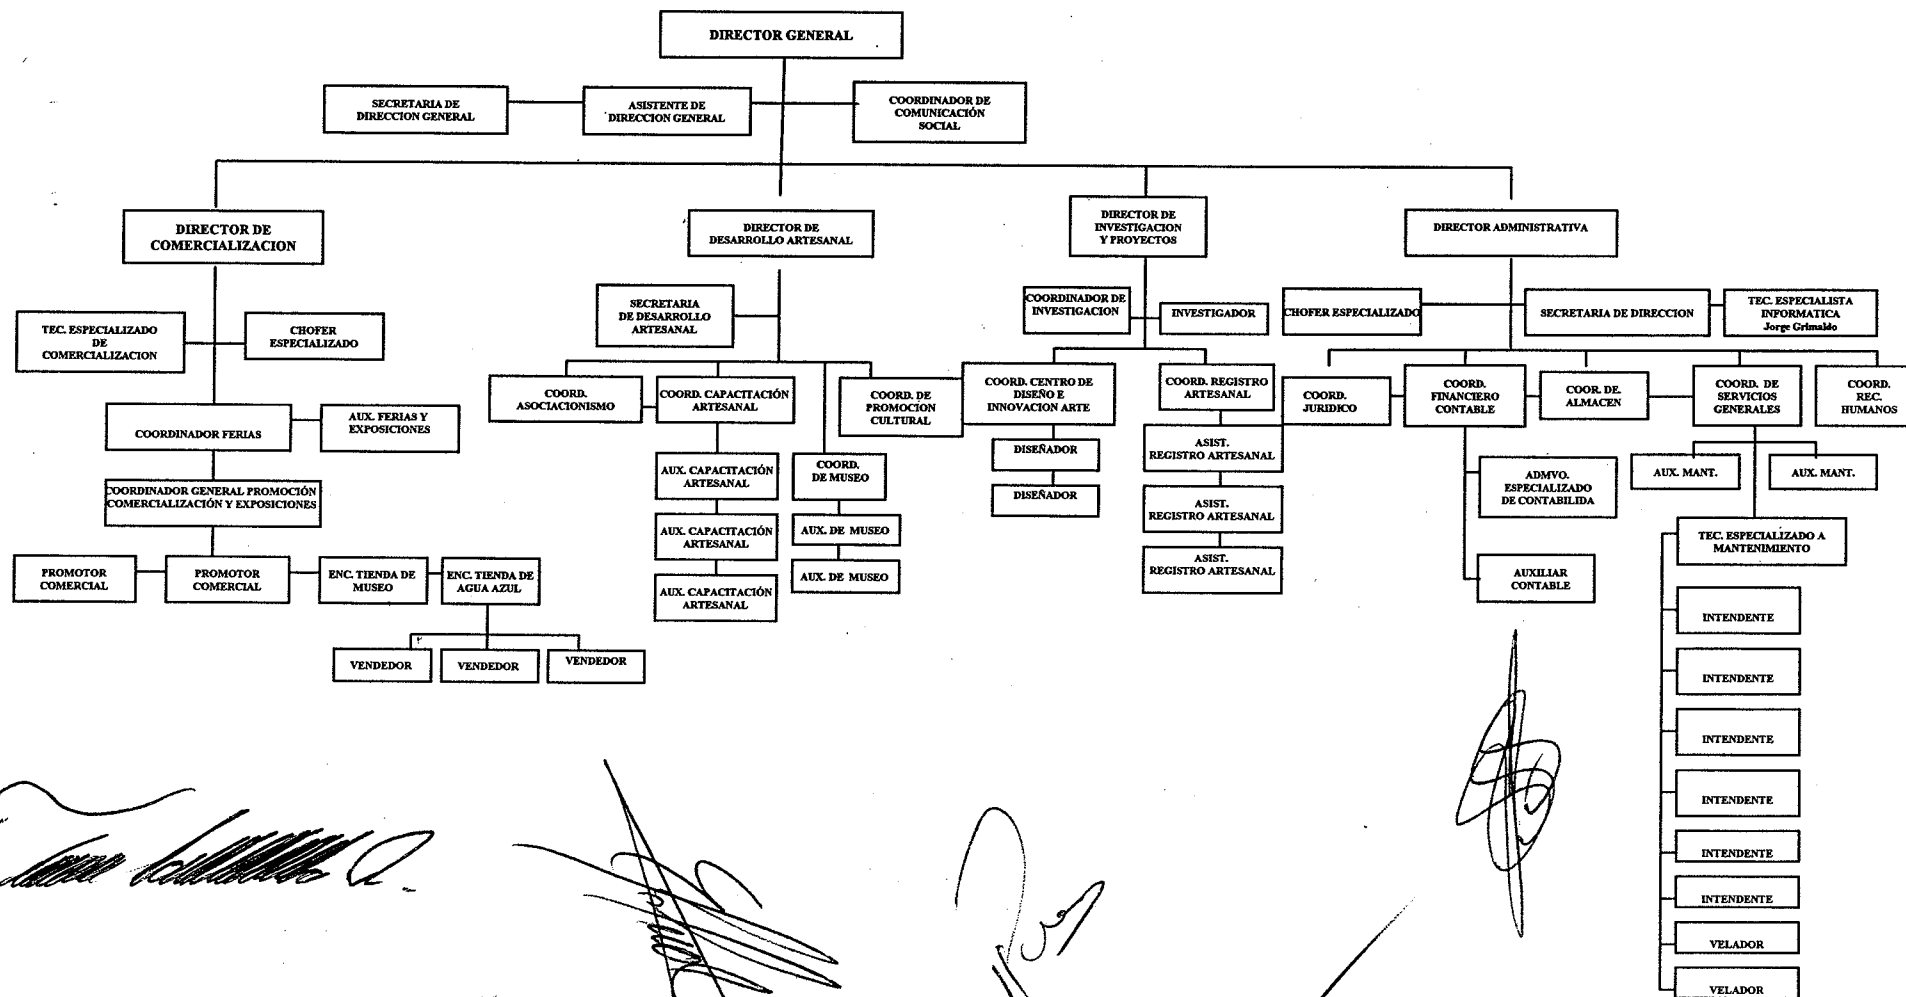 DIRECTOR GENERAL
SECRETARIA DE
DIRECCION GENERAL
ASISTENTE DE
DIRECCION GENERAL
COORDINADOR DE
COMUNICACIÓN
SOCIAL
DIRECTOR DE
COMERCIALIZACION
DIRECTOR DE
DESARROLLO ARTESANAL
DIRECTOR DE
INVESTIGACION
Y PROYECTOS
DIRECTOR ADMINISTRATIVA
TEC. ESPECIALIZADO
DE
COMERCIALIZACION
CHOFER
ESPECIALIZADO
COORDINADOR FERIAS
AUX. FERIAS Y
EXPOSICIONES
COORDINADOR GENERAL PROMOCIÓN
COMERCIALIZACIÓN Y EXPOSICIONES
PROMOTOR
COMERCIAL
PROMOTOR
COMERCIAL
ENC. TIENDA DE
MUSEO
ENC. TIENDA DE
AGUA AZUL
VENDEDOR
VENDEDOR
VENDEDOR
SECRETARIA
DE DESARROLLO
ARTESANAL
COORD.
ASOCIACIONISMO
COORD. CAPACITACIÓN
ARTESANAL
COORD. DE
PROMOCION
CULTURAL
AUX. CAPACITACIÓN
ARTESANAL
AUX. CAPACITACIÓN
ARTESANAL
AUX. CAPACITACIÓN
ARTESANAL
COORD.
DE MUSEO
AUX. DE MUSEO
AUX. DE MUSEO
COORDINADOR DE
INVESTIGACION
INVESTIGADOR
COORD. CENTRO DE
DISEÑO E
INNOVACION ARTE
DISEÑADOR
DISEÑADOR
COORD. REGISTRO
ARTESANAL
ASIST.
REGISTRO ARTESANAL
ASIST.
REGISTRO ARTESANAL
ASIST.
REGISTRO ARTESANAL
CHOFER ESPECIALIZADO
SECRETARIA DE DIRECCION
TEC. ESPECIALISTA
INFORMATICA
Jorge Grimaldo
COORD.
JURIDICO
COORD.
FINANCIERO
CONTABLE
COOR. DE.
ALMACEN
COORD. DE
SERVICIOS
GENERALES
COORD.
REC.
HUMANOS
ADMVO.
ESPECIALIZADO
DE CONTABILIDA
AUXILIAR
CONTABLE
AUX. MANT.
AUX. MANT.
TEC. ESPECIALIZADO A
MANTENIMIENTO
INTENDENTE
INTENDENTE
INTENDENTE
INTENDENTE
INTENDENTE
INTENDENTE
VELADOR
VELADOR